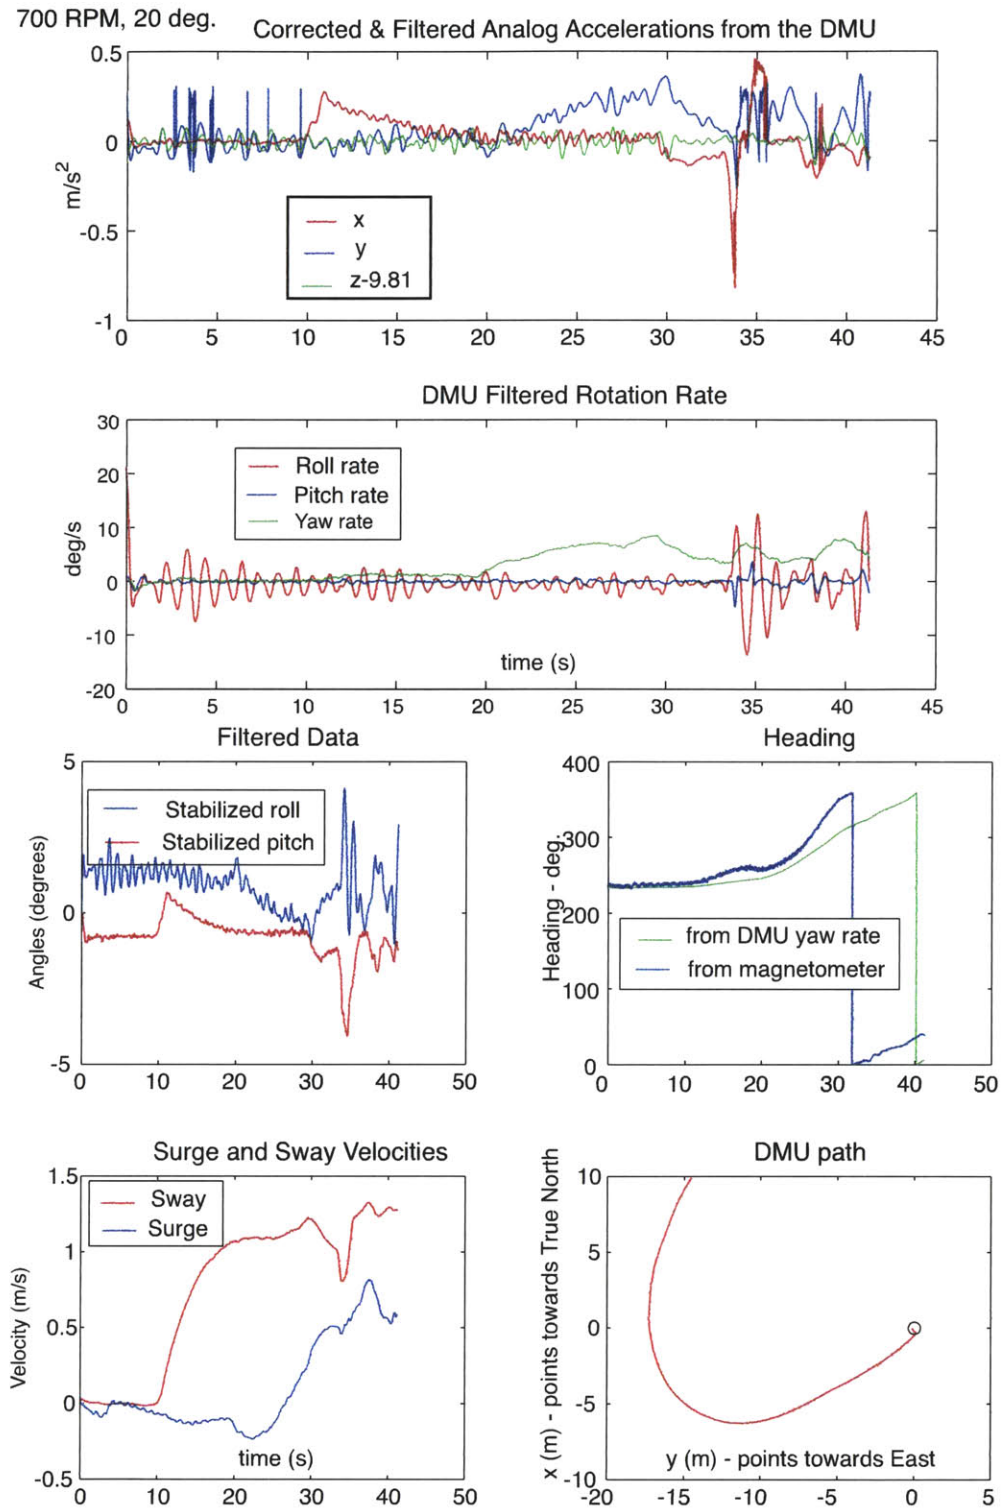 700 RPM, 20 deg.
Corrected & Filtered Analog Accelerations from the DMU
0.5
0
-0.5
-1
m/s2
x
y
z-9.81
0 5 10 15 20 25 30 35 40 45
DMU Filtered Rotation Rate
30
20
10
0
-10
-20
deg/s
Roll rate
Pitch rate
Yaw rate
time (s)
0 5 10 15 20 25 30 35 40 45
Filtered Data
5
0
-5
Angles (degrees)
Stabilized roll
Stabilized pitch
0 10 20 30 40 50
Heading
400
300
200
100
0
Heading - deg.
from DMU yaw rate
from magnetometer
0 10 20 30 40 50
Surge and Sway Velocities
1.5
1
0.5
0
-0.5
Velocity (m/s)
Sway
Surge
time (s)
0 10 20 30 40 50
DMU path
10
5
0
-5
-10
x (m) - points towards True North
y (m) - points towards East
-20 -15 -10 -5 0 5